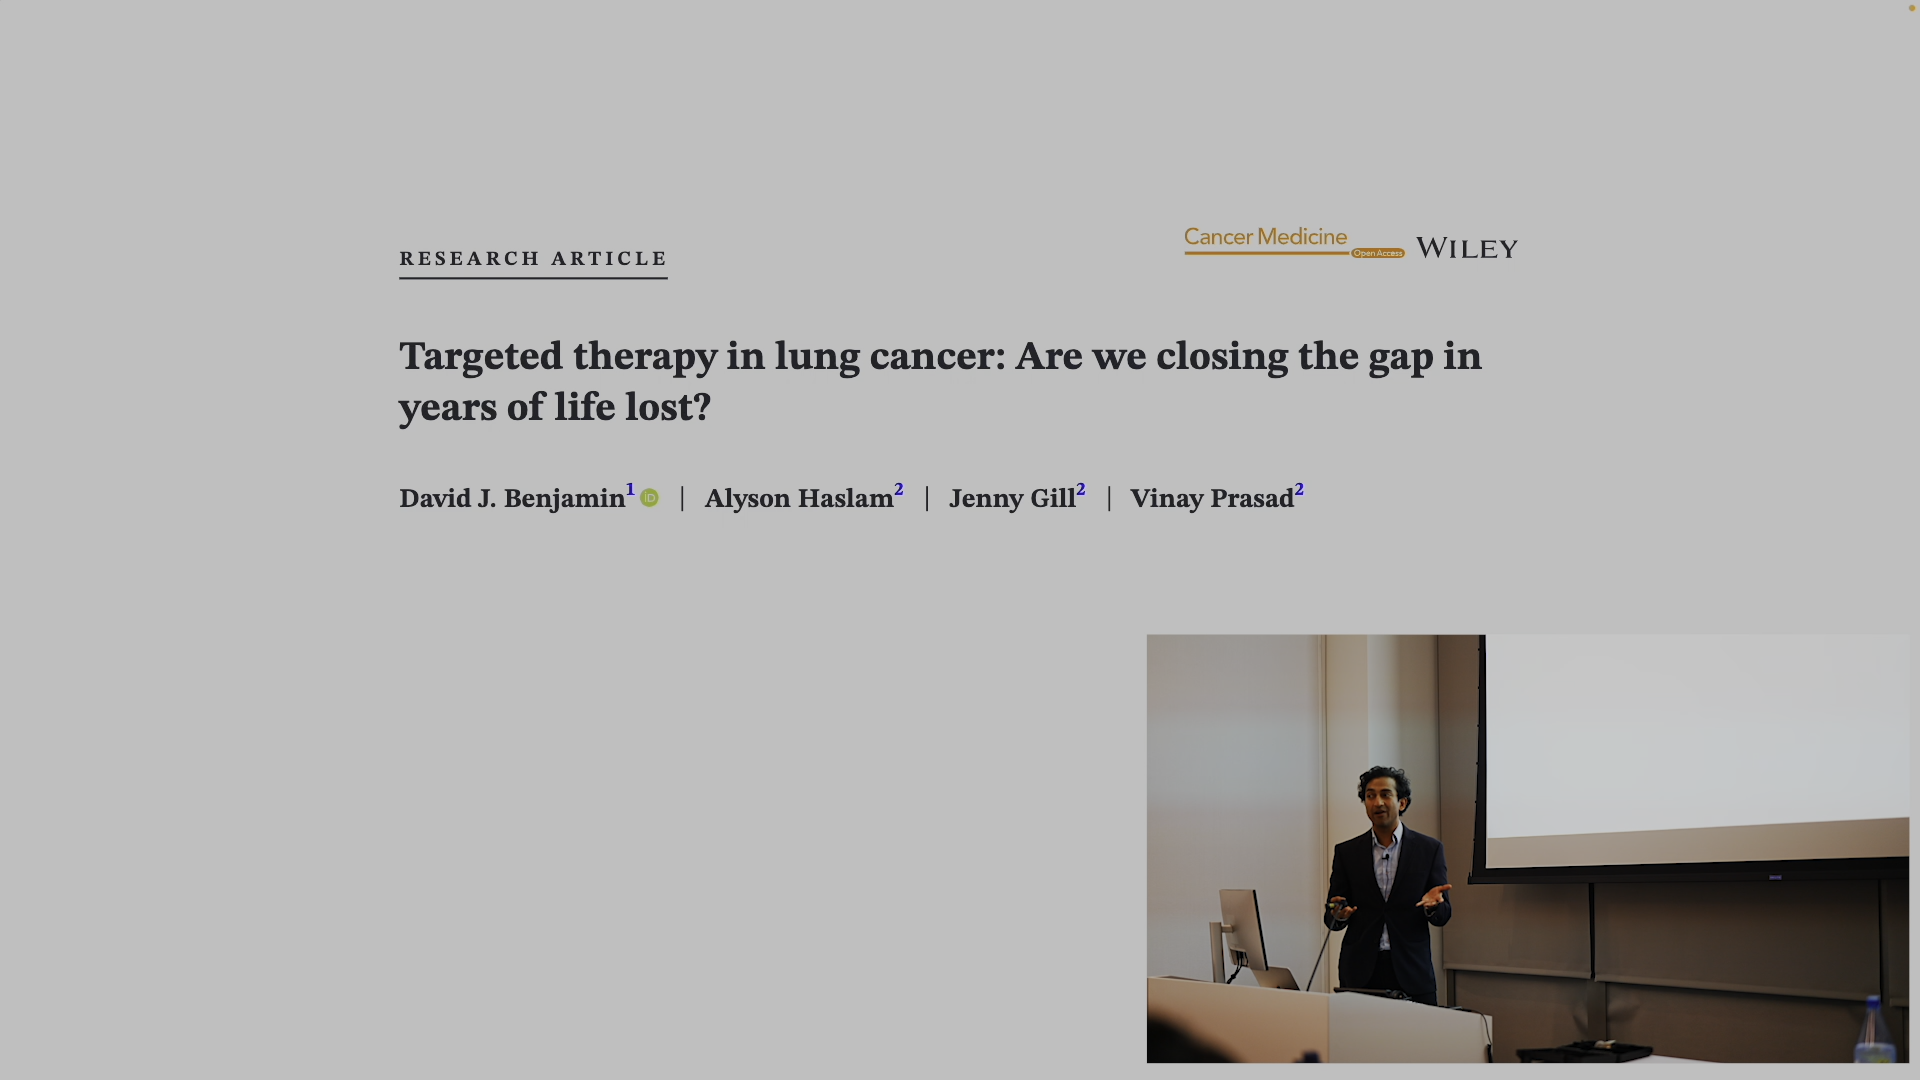 RESEARCH ARTICLE
Cancer Medicine
Open Access
WILEY
Targeted therapy in lung cancer: Are we closing the gap in
years of life lost?
David J. Benjamin1 iD | Alyson Haslam2 | Jenny Gill2 | Vinay Prasad2